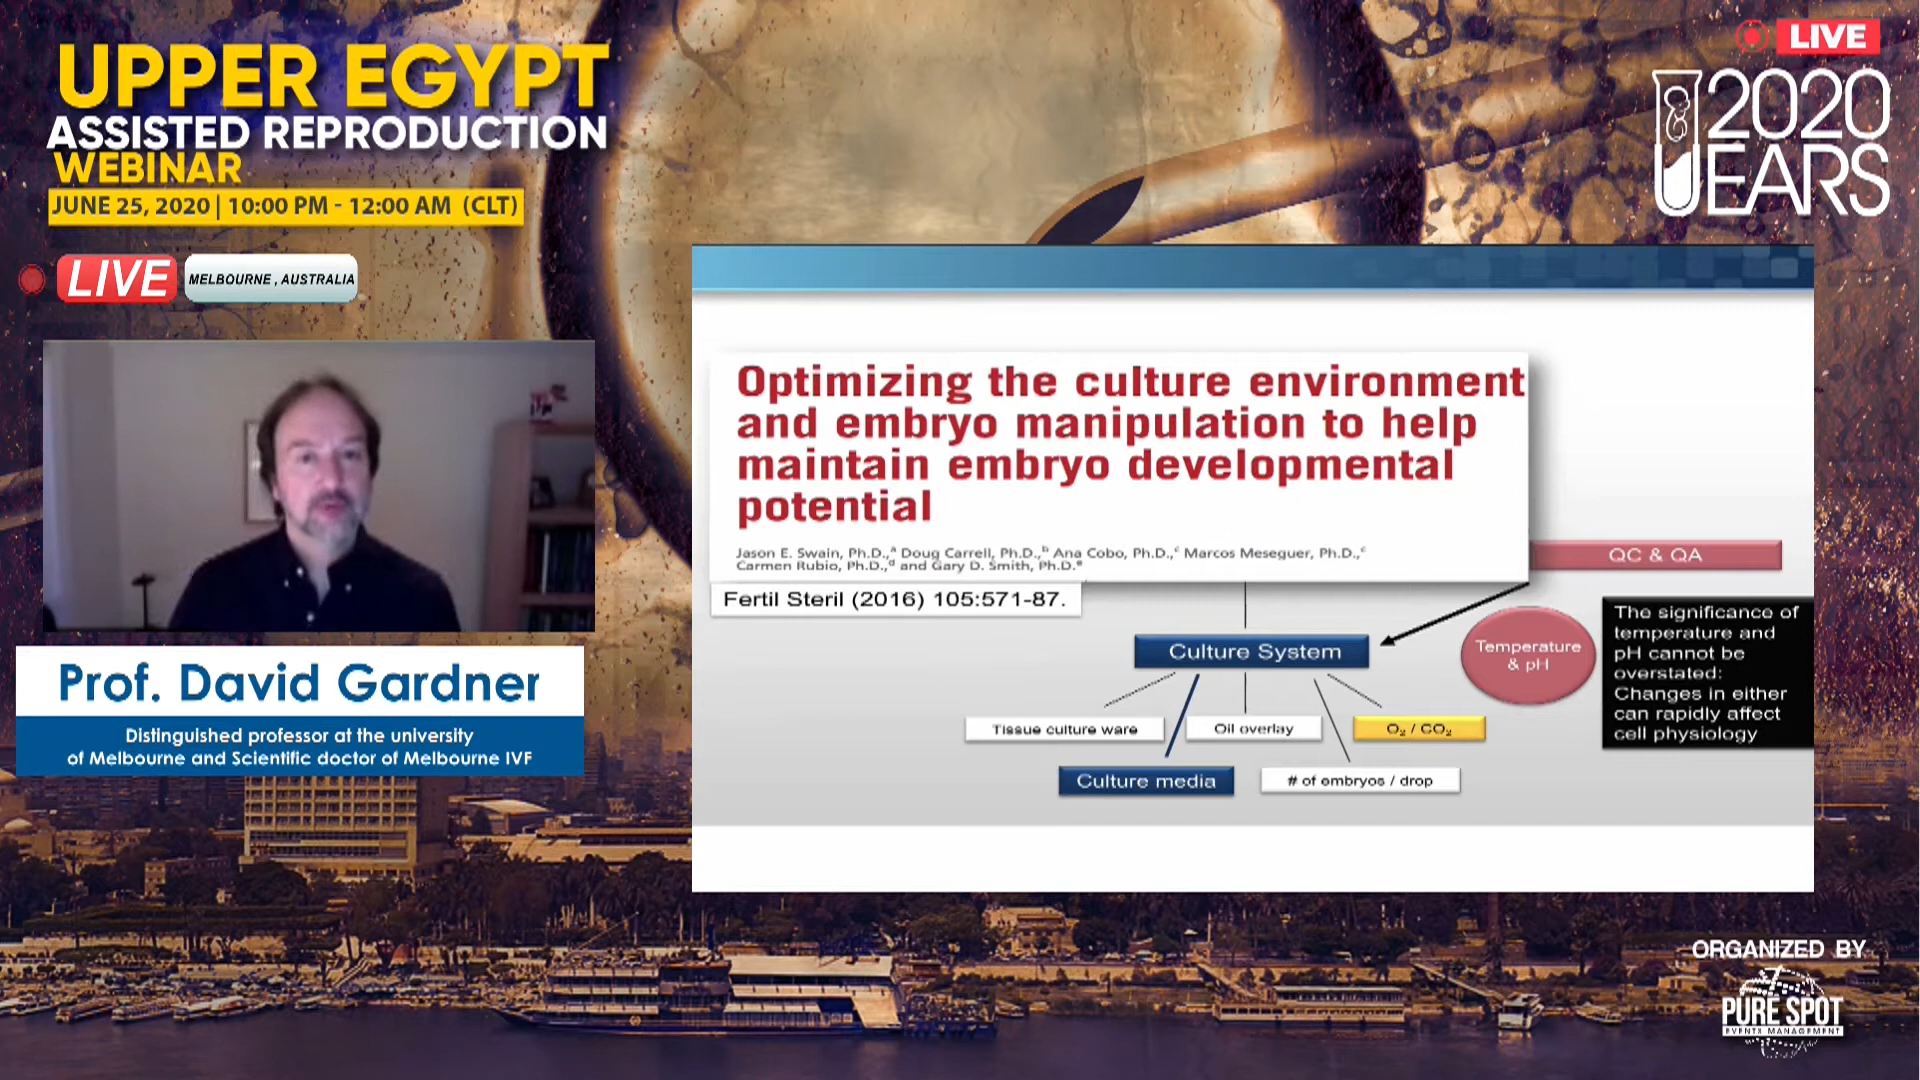 UPPER EGYPT
ASSISTED REPRODUCTION
WEBINAR
JUNE 25, 2020 | 10:00 PM - 12:00 AM (CLT)
LIVE
2020
UEARS
LIVE
MELBOURNE , AUSTRALIA
Prof. David Gardner
Distinguished professor at the university
of Melbourne and Scientific doctor of Melbourne IVF
Optimizing the culture environment
and embryo manipulation to help
maintain embryo developmental
potential
Jason E. Swain, Ph.D.,ᵃ Doug Carrell, Ph.D.,ᵇ Ana Cobo, Ph.D.,ᶜ Marcos Meseguer, Ph.D.,ᶜ
Carmen Rubio, Ph.D.,ᵈ and Gary D. Smith, Ph.D.ᵉ
Fertil Steril (2016) 105:571-87.
QC & QA
Culture System
Temperature
& pH
The significance of
temperature and
pH cannot be
overstated:
Changes in either
can rapidly affect
cell physiology
Tissue culture ware
Oil overlay
O₂ / CO₂
Culture media
# of embryos / drop
ORGANIZED BY
PURE SPOT
EVENTS MANAGEMENT